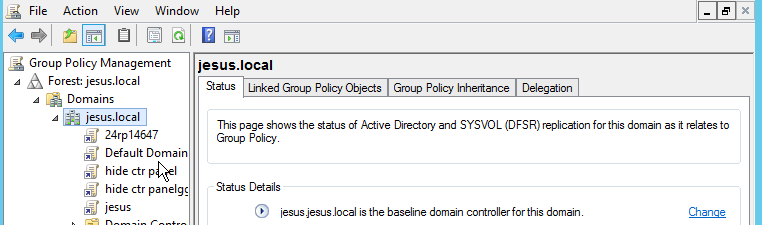 File Action View Window Help
Group Policy Management
Forest: jesus.local
Domains
jesus.local
24rp14647
Default Domain
hide ctr panel
hide ctr panelgg
jesus
jesus.local
Status Linked Group Policy Objects Group Policy Inheritance Delegation
This page shows the status of Active Directory and SYSVOL (DFSR) replication for this domain as it relates to
Group Policy.
Status Details
jesus.jesus.local is the baseline domain controller for this domain. Change